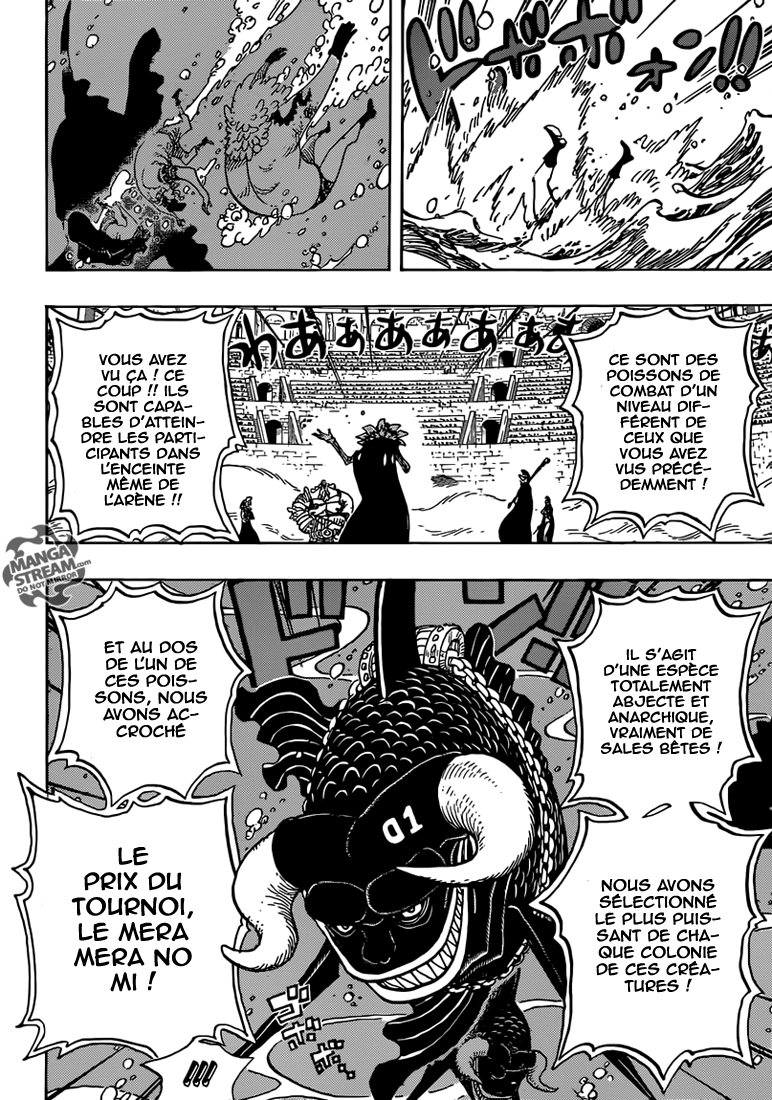 ドボボォン!!
わあああああああ
CE SONT DES
POISSONS DE
COMBAT D'UN
NIVEAU DIF-
FÉRENT DE
CEUX QUE
VOUS AVEZ
VUS PRÉCÉ-
DEMMENT !
VOUS AVEZ
VU ÇA ! CE
COUP !! ILS
SONT CAPA-
BLES D'ATTEIN-
DRE LES PARTI-
CIPANTS DANS
L'ENCEINTE
MÊME DE
L'ARÈNE !!
MANGA
STREAM.com
DO NOT MIRROR
IL S'AGIT
D'UNE ESPÈCE
TOTALEMENT
ABJECTE ET
ANARCHIQUE,
VRAIMENT DE
SALES BÊTES !
ET AU DOS
DE L'UN DE
CES POIS-
SONS, NOUS
AVONS AC-
CROCHÉ
01
NOUS AVONS
SÉLECTIONNÉ
LE PLUS PUIS-
SANT DE CHA-
QUE COLONIE
DE CES CRÉA-
TURES !
LE
PRIX DU
TOURNOI,
LE MERA
MERA NO
MI !
!!!